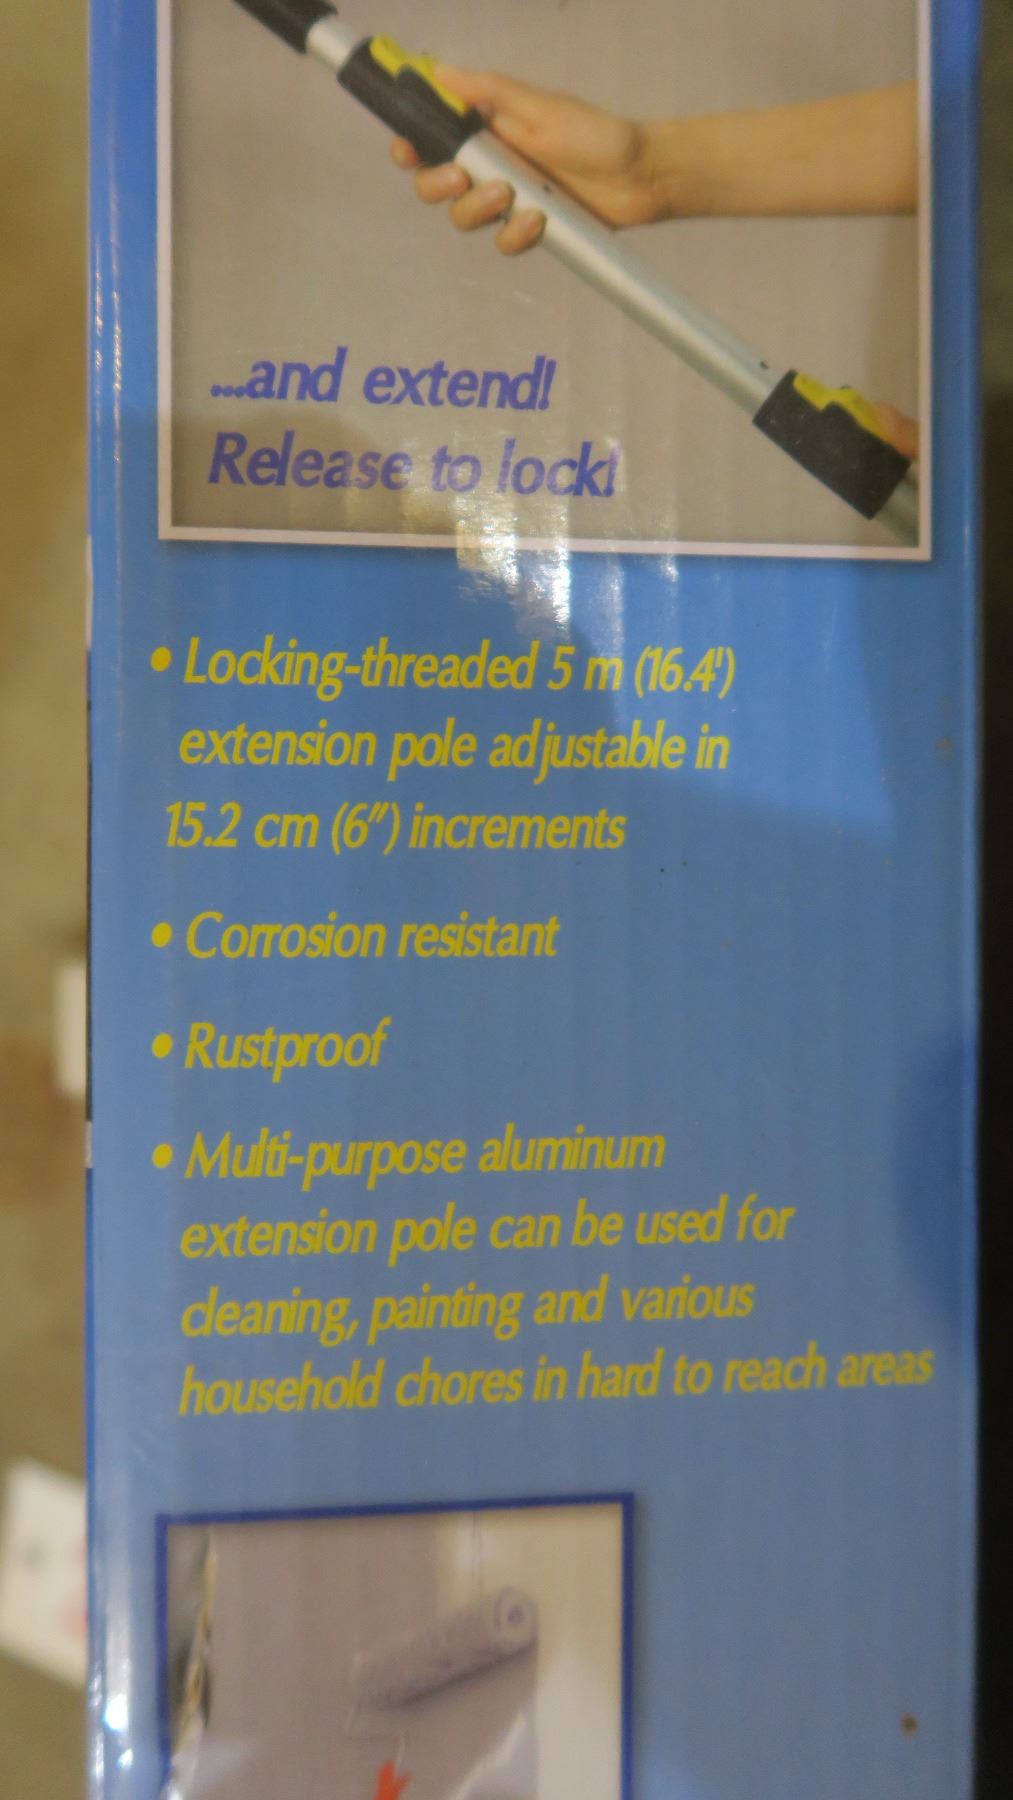 ...and extend!
Release to lock!
• Locking-threaded 5 m (16.4')
extension pole adjustable in
15.2 cm (6") increments
• Corrosion resistant
• Rustproof
• Multi-purpose aluminum
extension pole can be used for
cleaning, painting and various
household chores in hard to reach areas